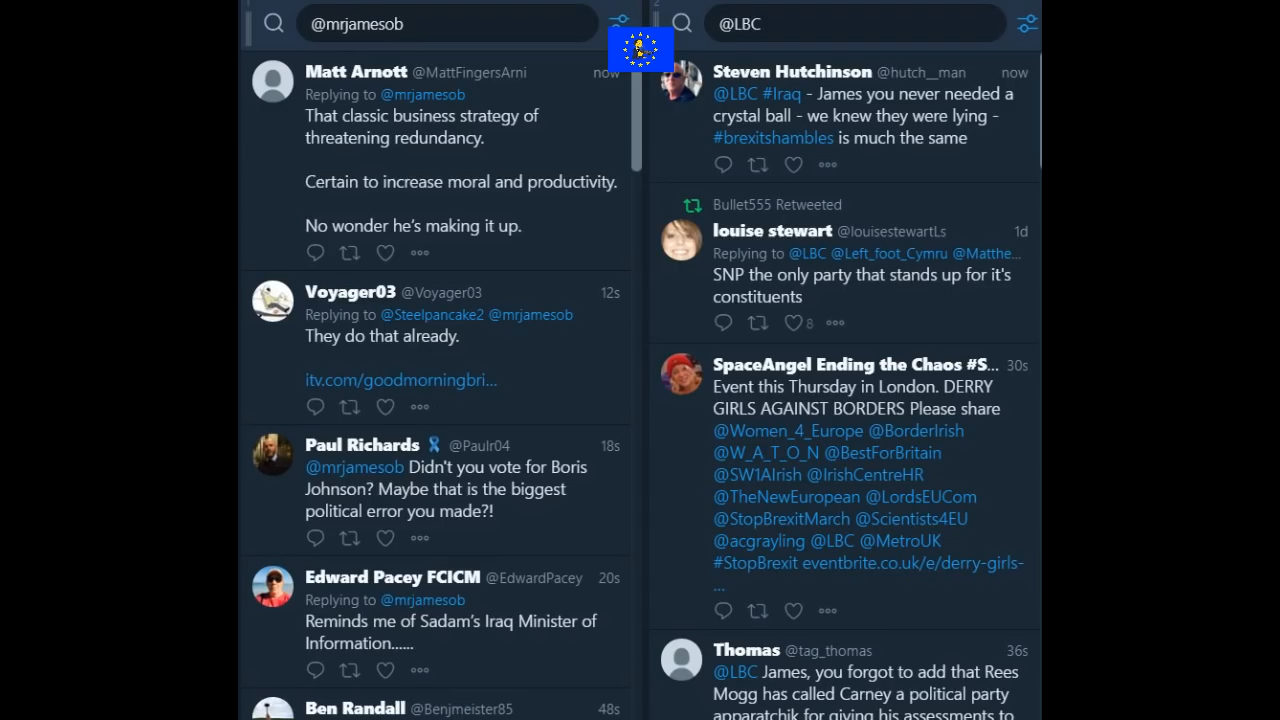 @mrjamesob
Matt Arnott @MattFingersArni now
Replying to @mrjamesob
That classic business strategy of
threatening redundancy.
Certain to increase moral and productivity.
No wonder he's making it up.
Voyager03 @Voyager03 12s
Replying to @Steelpancake2 @mrjamesob
They do that already.
itv.com/goodmorningbri...
Paul Richards @Paulr04 18s
@mrjamesob Didn't you vote for Boris
Johnson? Maybe that is the biggest
political error you made?!
Edward Pacey FCICM @EdwardPacey 20s
Replying to @mrjamesob
Reminds me of Sadam's Iraq Minister of
Information......
Ben Randall @Benjmeister85 48s
2
@LBC
Steven Hutchinson @hutch__man now
@LBC #Iraq - James you never needed a
crystal ball - we knew they were lying -
#brexitshambles is much the same
Bullet555 Retweeted
louise stewart @louisestewartLs 1d
Replying to @LBC @Left_foot_Cymru @Matthe...
SNP the only party that stands up for it's
constituents
8
SpaceAngel Ending the Chaos #S... 30s
Event this Thursday in London. DERRY
GIRLS AGAINST BORDERS Please share
@Women_4_Europe @BorderIrish
@W_A_T_O_N @BestForBritain
@SW1AIrish @IrishCentreHR
@TheNewEuropean @LordsEUCom
@StopBrexitMarch @Scientists4EU
@acgrayling @LBC @MetroUK
#StopBrexit eventbrite.co.uk/e/derry-girls-
...
Thomas @tag_thomas 36s
@LBC James, you forgot to add that Rees
Mogg has called Carney a political party
apparatchik for giving his assessments to